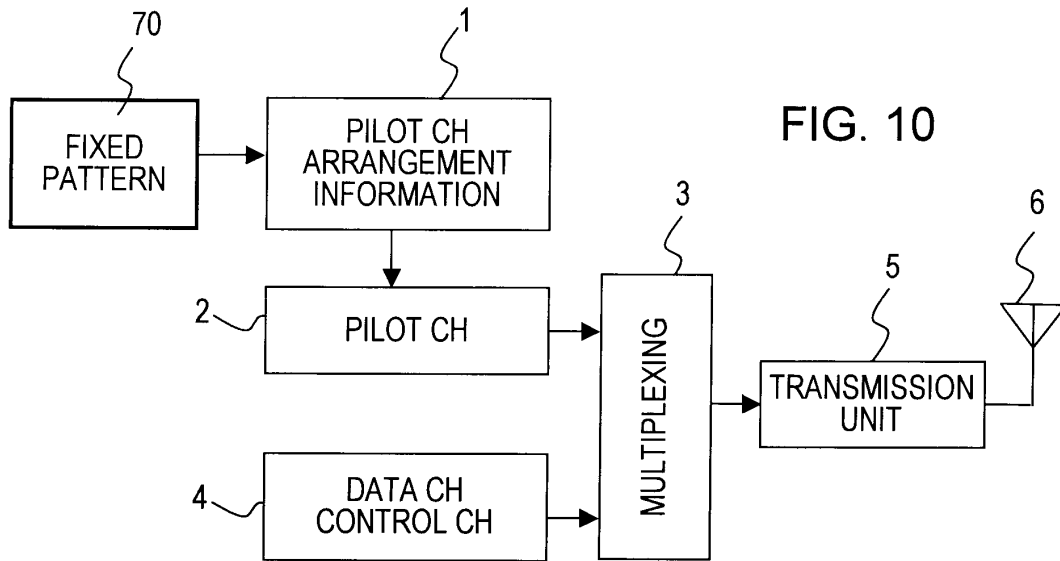 70
1
FIXED
PATTERN
PILOT CH
ARRANGEMENT
INFORMATION
FIG. 10
3
6
2
PILOT CH
5
MULTIPLEXING
TRANSMISSION
UNIT
4
DATA CH
CONTROL CH